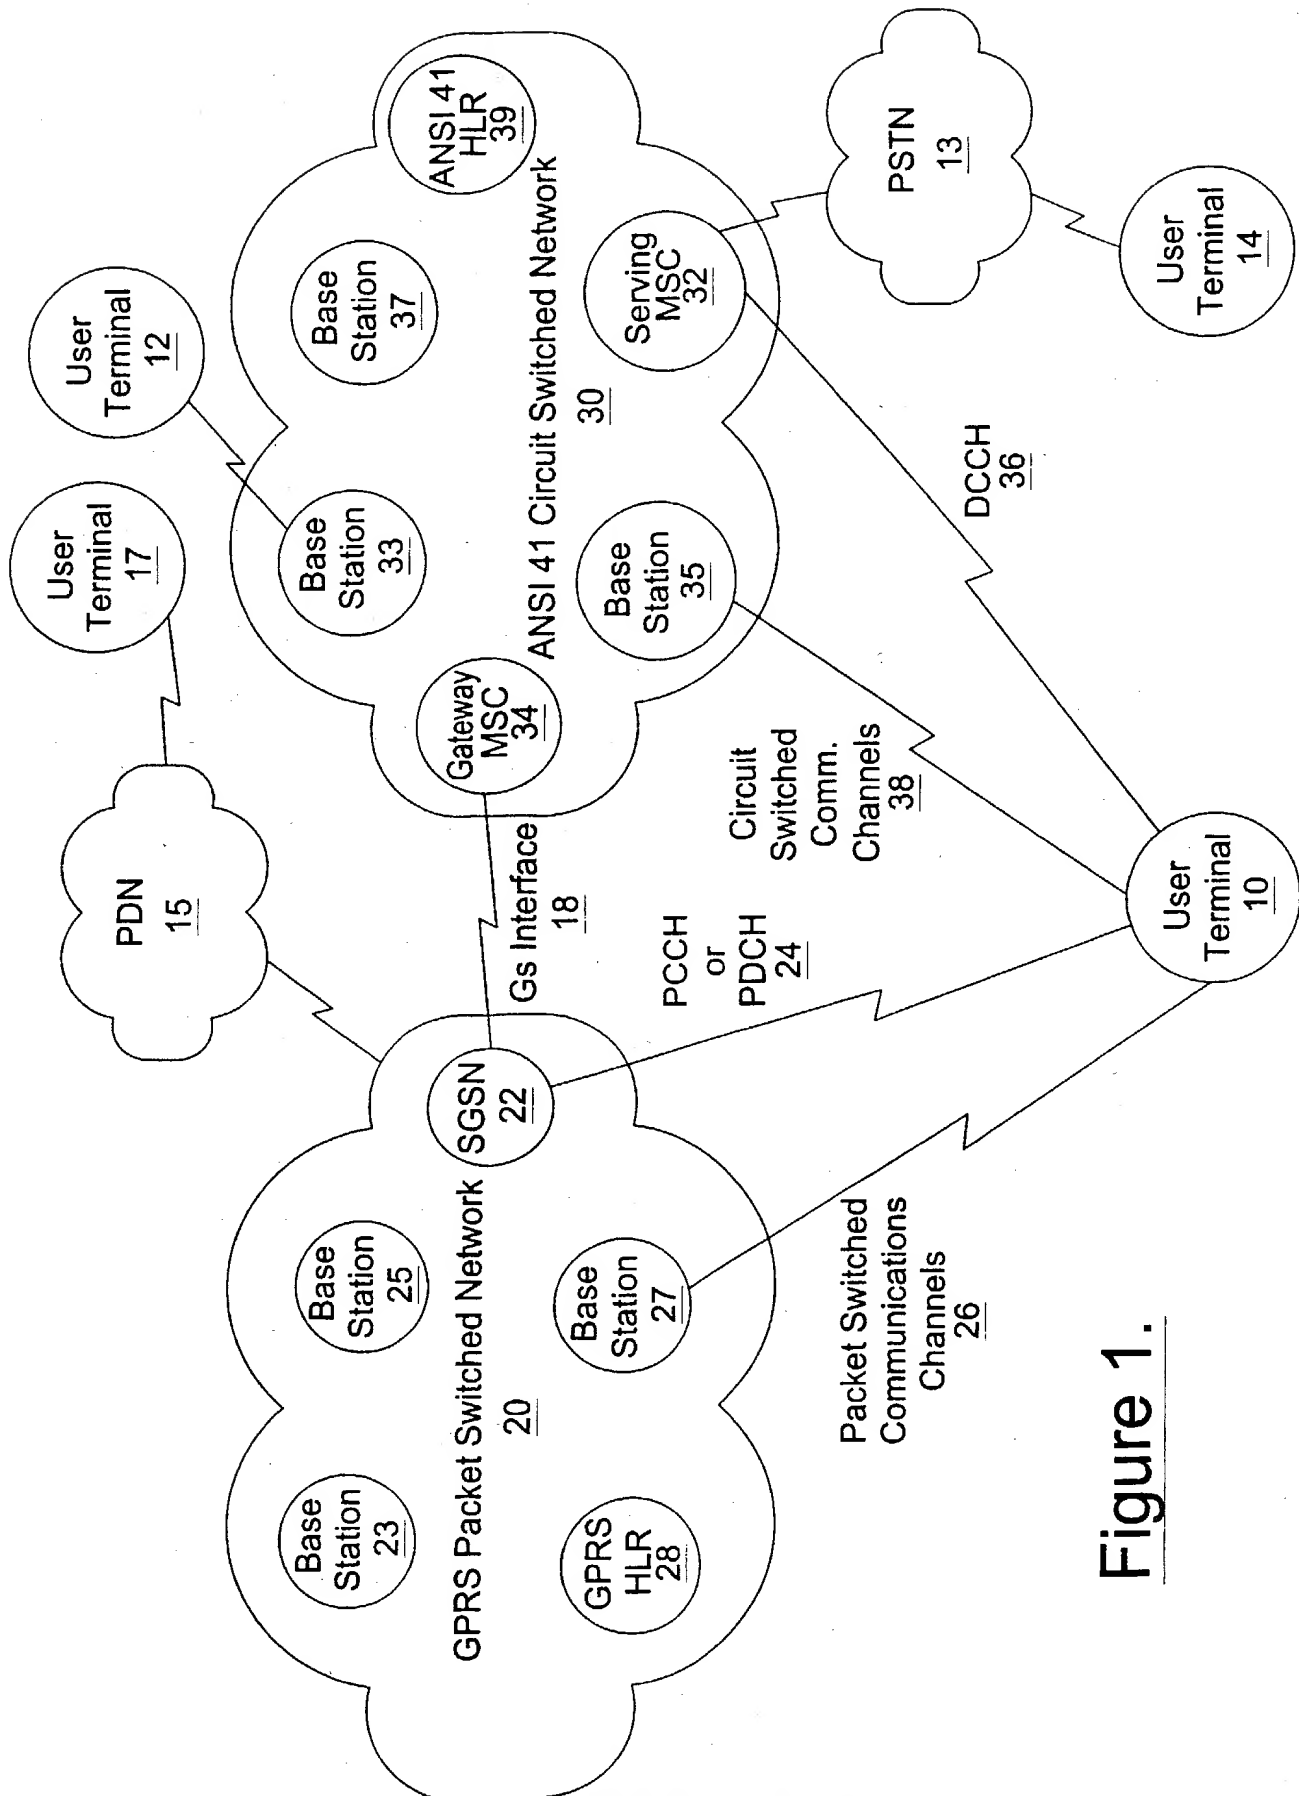 User
Terminal
17
User
Terminal
12
PDN
15
Base
Station
23
Base
Station
25
GPRS Packet Switched Network
20
SGSN
22
GPRS
HLR
28
Base
Station
27
Gs Interface
18
Gateway
MSC
34
Base
Station
33
Base
Station
37
ANSI 41
HLR
39
ANSI 41 Circuit Switched Network
30
Base
Station
35
Serving
MSC
32
PSTN
13
Packet Switched
Communications
Channels
26
PCCH
or
PDCH
24
Circuit
Switched
Comm.
Channels
38
DCCH
36
User
Terminal
10
User
Terminal
14
Figure 1.